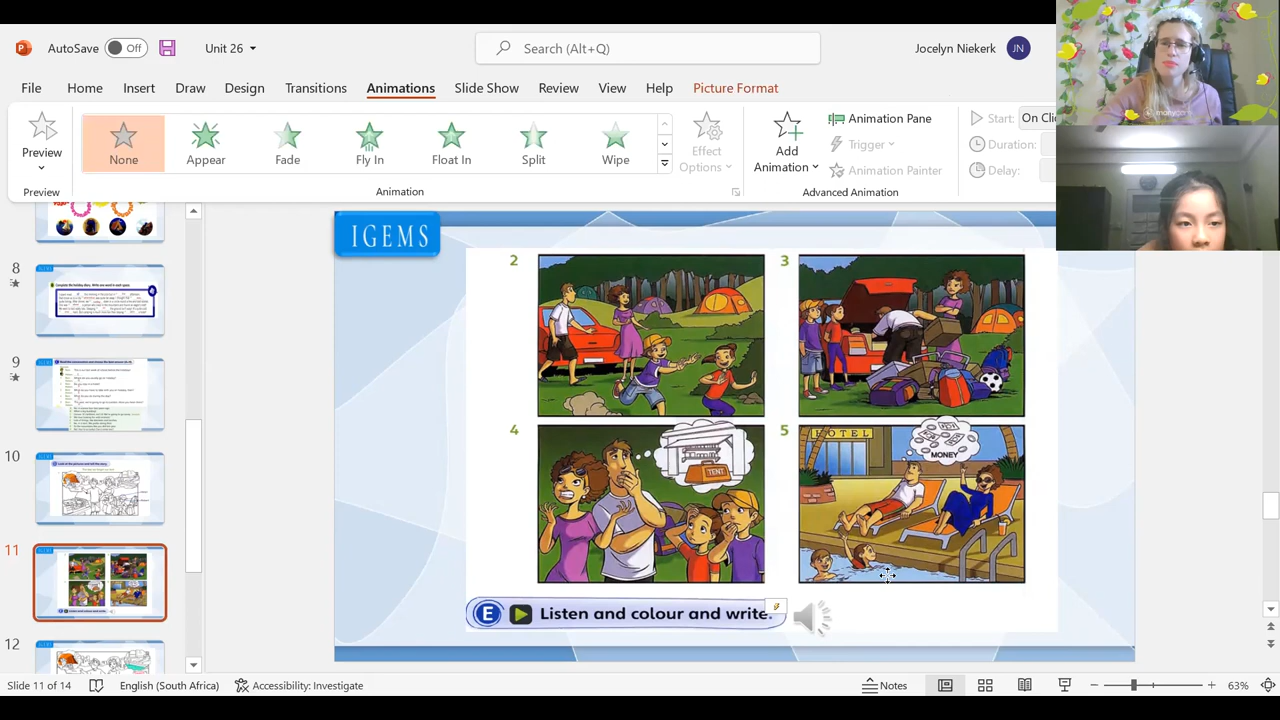 AutoSave Off Unit 26 Search (Alt+Q) Jocelyn Niekerk JN
File Home Insert Draw Design Transitions Animations Slide Show Review View Help Picture Format
Preview
None Appear Fade Fly In Float In Split Wipe
Effect Options
Add Animation
Animation Pane
Trigger
Animation Painter
Start: On Cli
Duration:
Delay:
Preview Animation Advanced Animation
8
9
10
11
12
IGEMS
2 3
4 5
TENT
HOTEL
MONEY
E Listen and colour and write.
Slide 11 of 14 English (South Africa) Accessibility: Investigate Notes 63%